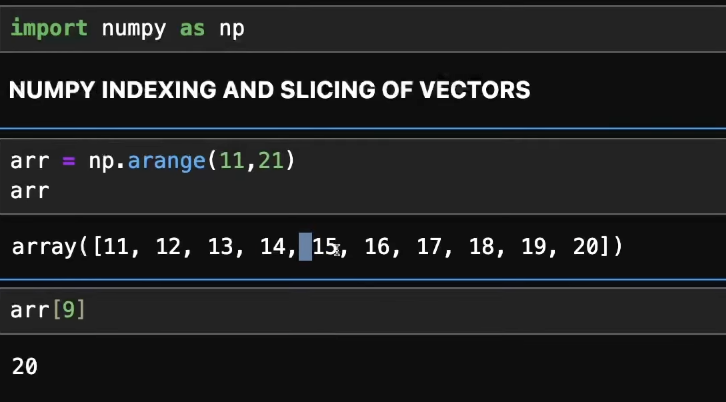 import numpy as np
NUMPY INDEXING AND SLICING OF VECTORS
arr = np.arange(11,21)
arr
array([11, 12, 13, 14, 15, 16, 17, 18, 19, 20])
arr[9]
20